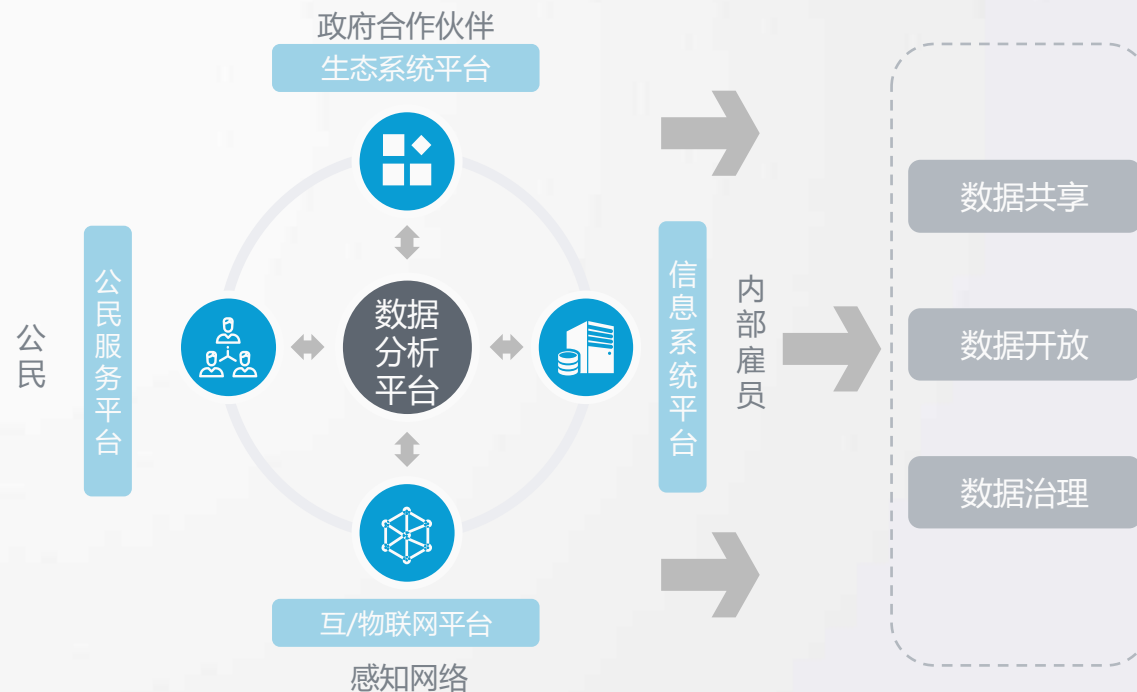 政府合作伙伴
生态系统平台
公民
公民服务平台
数据
分析
平台
信息系统平台
内部雇员
互/物联网平台
感知网络
数据共享
数据开放
数据治理